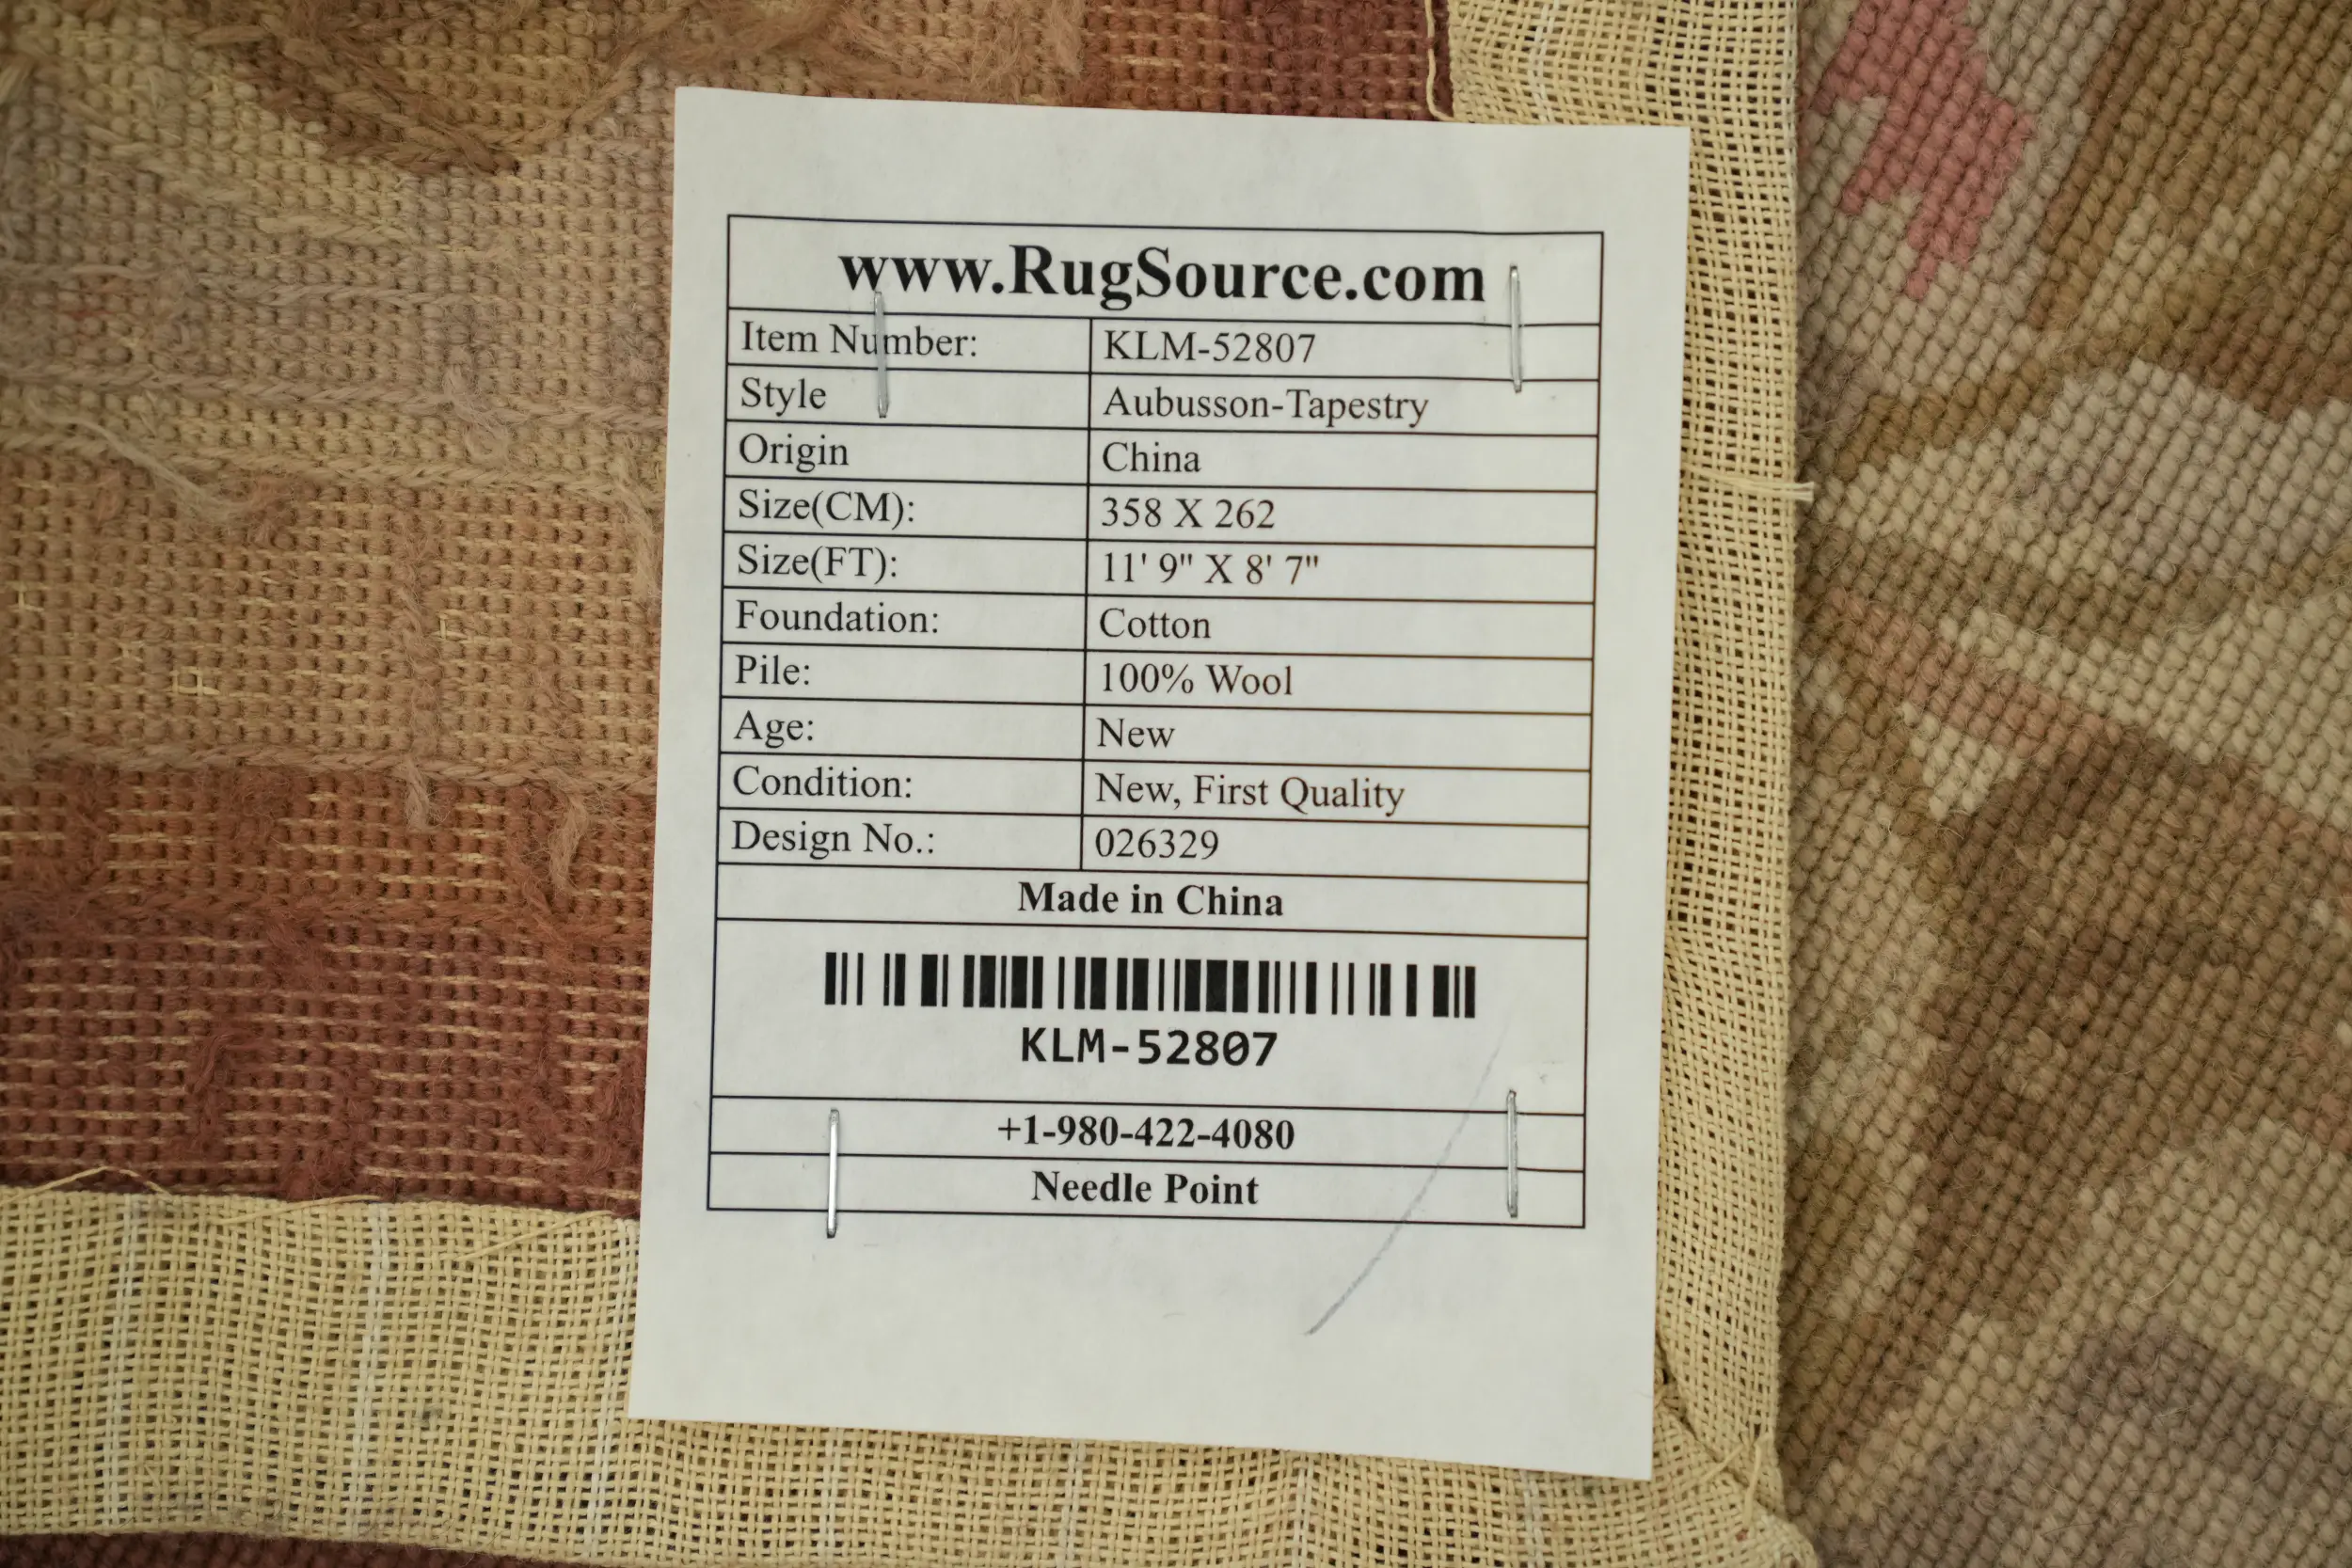 www.RugSource.com
Item Number: KLM-52807
Style Aubusson-Tapestry
Origin China
Size(CM): 358 X 262
Size(FT): 11' 9" X 8' 7"
Foundation: Cotton
Pile: 100% Wool
Age: New
Condition: New, First Quality
Design No.: 026329
Made in China
KLM-52807
+1-980-422-4080
Needle Point